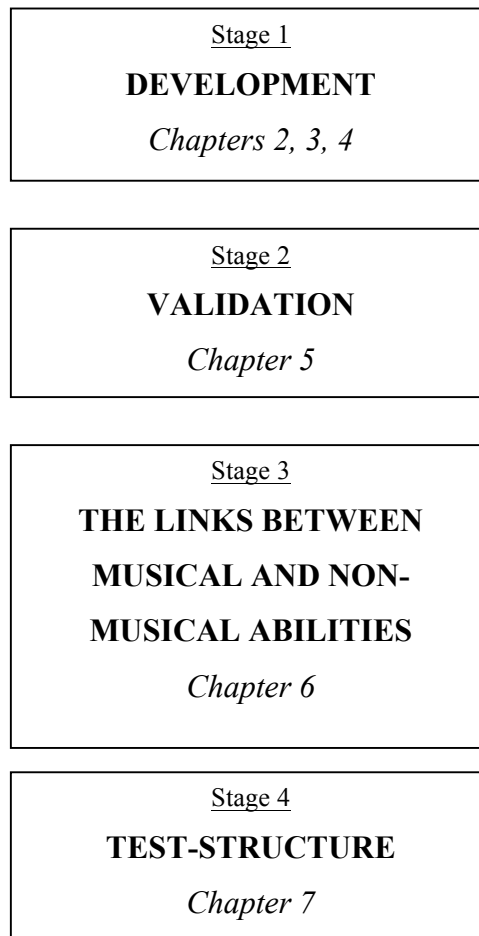 Stage 1
DEVELOPMENT
Chapters 2, 3, 4
Stage 2
VALIDATION
Chapter 5
Stage 3
THE LINKS BETWEEN
MUSICAL AND NON-
MUSICAL ABILITIES
Chapter 6
Stage 4
TEST-STRUCTURE
Chapter 7